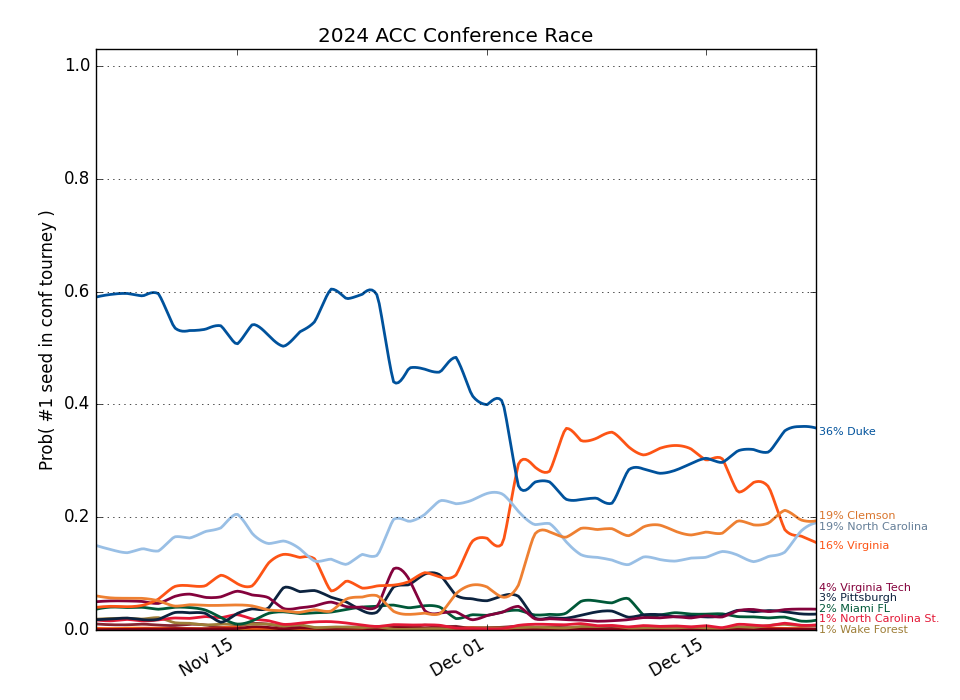 2024 ACC Conference Race
Prob( #1 seed in conf tourney )
1.0
0.8
0.6
0.4
0.2
0.0
Nov 15
Dec 01
Dec 15
36% Duke
19% Clemson
19% North Carolina
16% Virginia
4% Virginia Tech
3% Pittsburgh
2% Miami FL
1% North Carolina St.
1% Wake Forest